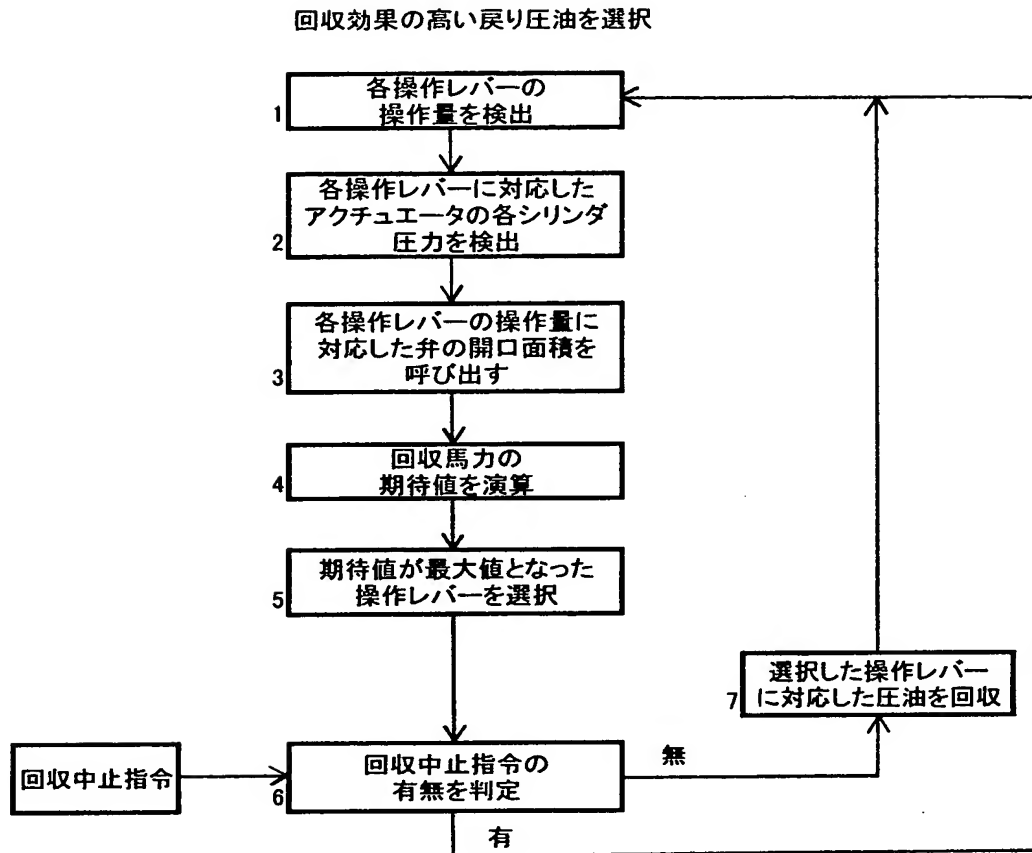 回収効果の高い戻り圧油を選択
各操作レバーの
操作量を検出
1
各操作レバーに対応した
アクチュエータの各シリンダ
圧力を検出
2
各操作レバーの操作量に
対応した弁の開口面積を
呼び出す
3
回収馬力の
期待値を演算
4
期待値が最大値となった
操作レバーを選択
5
選択した操作レバー
に対応した圧油を回収
7
回収中止指令
回収中止指令の
有無を判定
6
無
有